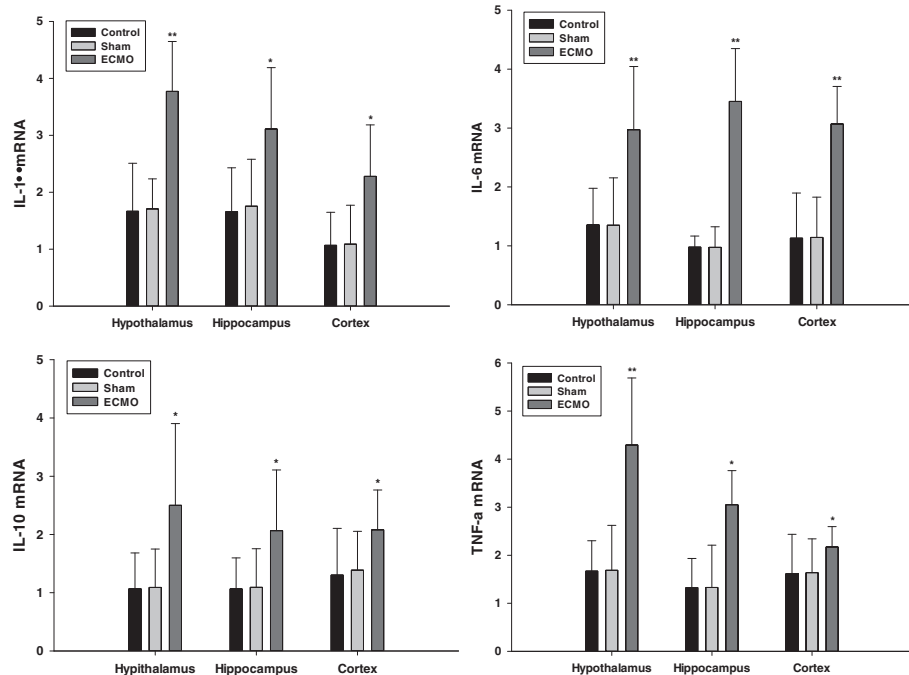 IL-1●●mRNA
5
4
3
2
1
0
Control
Sham
ECMO
**
*
*
Hypothalamus Hippocampus Cortex
IL-6 mRNA
5
4
3
2
1
0
Control
Sham
ECMO
**
**
**
Hypothalamus Hippocampus Cortex
IL-10 mRNA
5
4
3
2
1
0
Control
Sham
ECMO
*
*
*
Hypithalamus Hippocampus Cortex
TNF-a mRNA
6
5
4
3
2
1
0
Control
Sham
ECMO
**
*
*
Hypothalamus Hippocampus Cortex